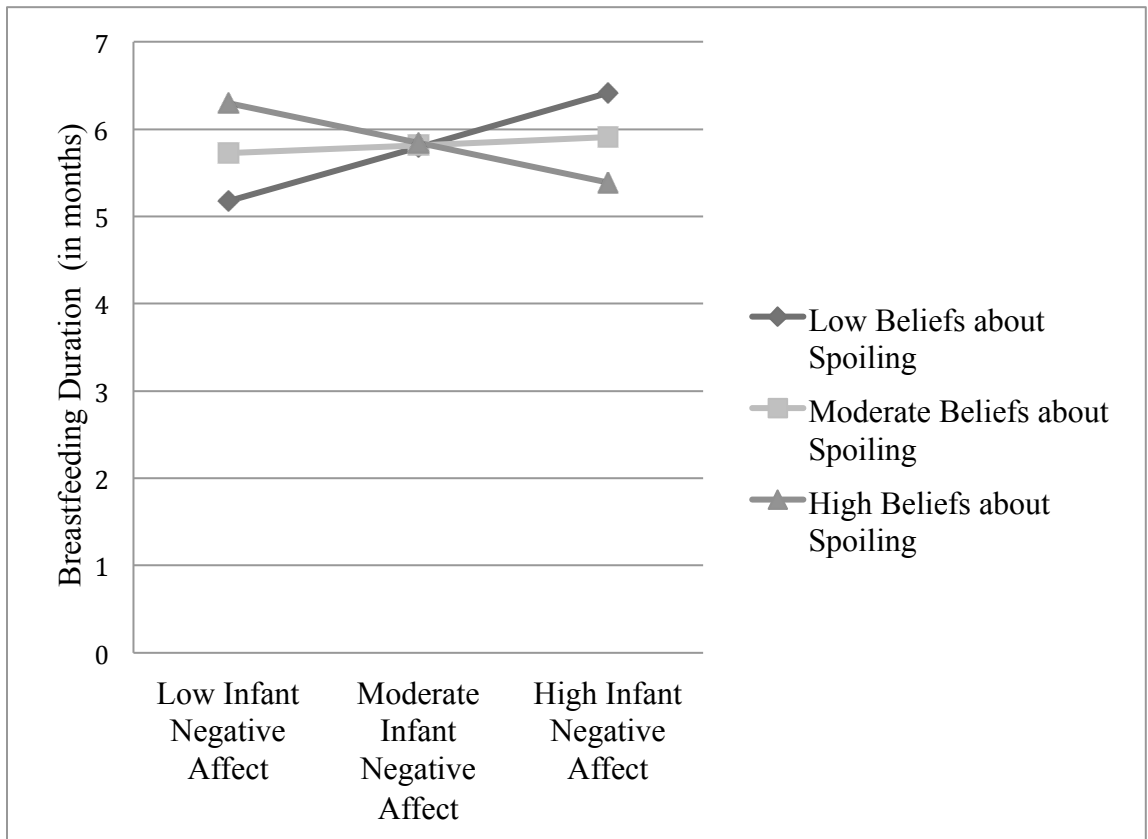 Breastfeeding Duration (in months)
7
6
5
4
3
2
1
0
Low Infant
Negative
Affect
Moderate
Infant
Negative
Affect
High Infant
Negative
Affect
Low Beliefs about
Spoiling
Moderate Beliefs about
Spoiling
High Beliefs about
Spoiling